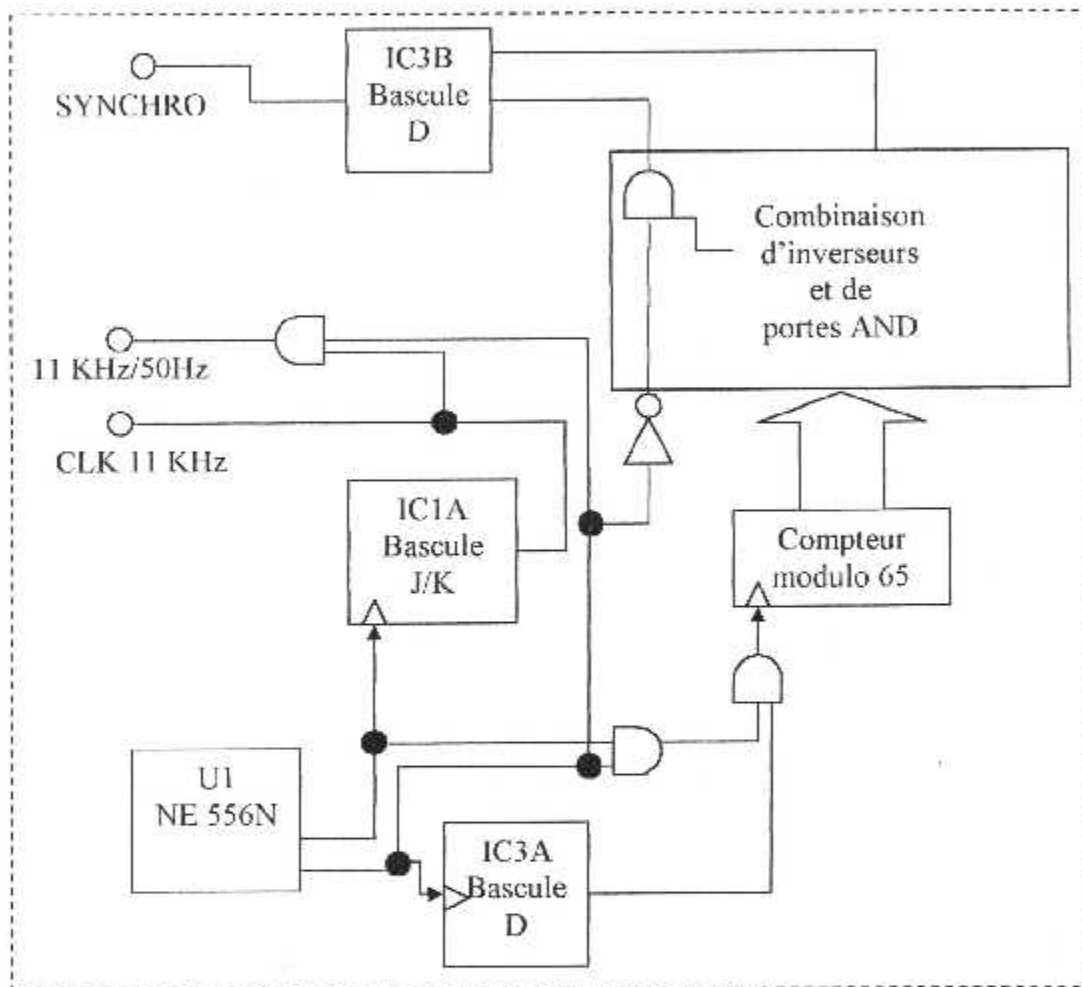 IC3B
Bascule
D
SYNCHRO
Combinaison
d'inverseurs
et de
portes AND
11 KHz/50Hz
CLK 11 KHz
IC1A
Bascule
J/K
Compteur
modulo 65
U1
NE 556N
IC3A
Bascule
D